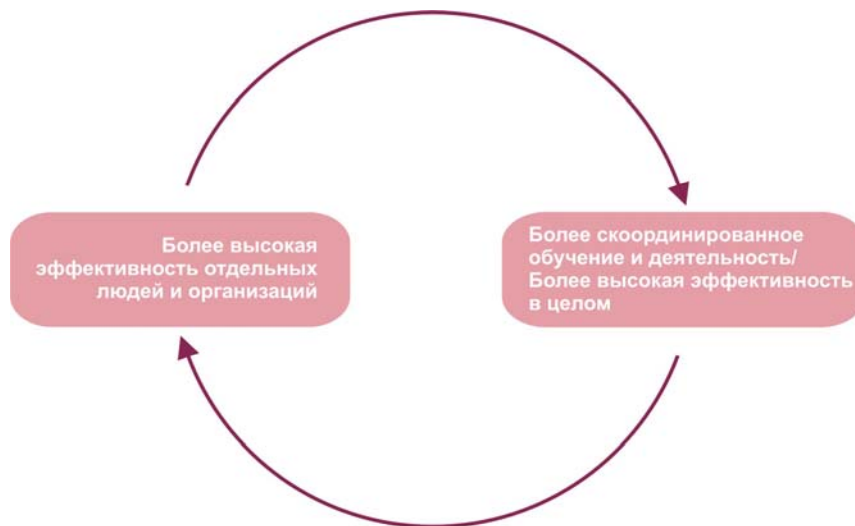 Более высокая
эффективность отдельных
людей и организаций
Более скоординированное
обучение и деятельность/
Более высокая эффективность
в целом